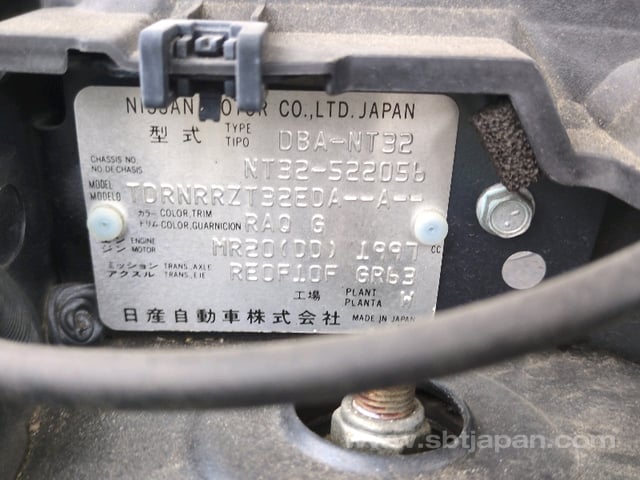 NISSAN MOTOR CO.,LTD.JAPAN
型式 TYPE TIPO DBA-NT32
CHASSIS NO. NO.DE CHASIS NT32-522056
MODEL MODELO TDRNRRZT32EDA--A--
カラー COLOR,TRIM トリム COLOR,GUARNICION RAQ G
ENGINE MOTOR MR20(DD) 1997 CC
ミッション TRANS.,AXLE アクスル TRANS.,EJE RE0F10F GR63
工場 PLANT PLANTA W
日産自動車株式会社 MADE IN JAPAN
www.sbtjapan.com